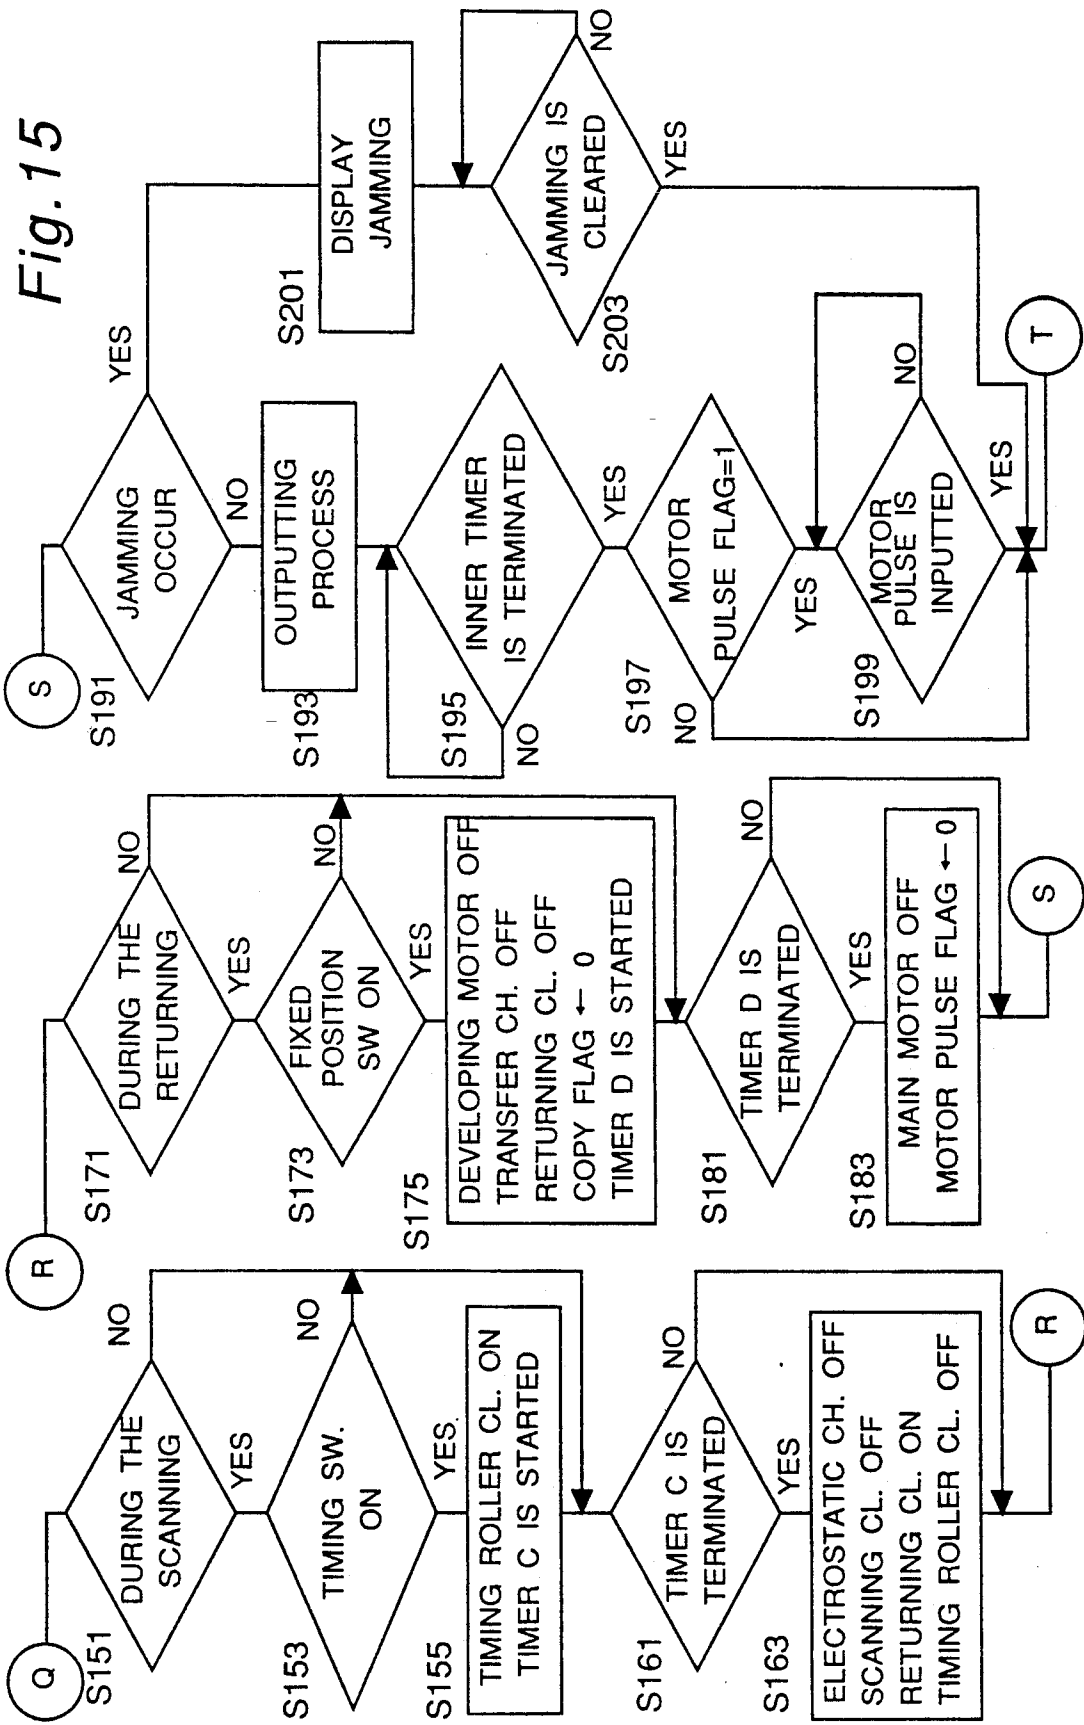 Fig. 15
Q
S151
DURING THE
SCANNING
NO
YES
S153
TIMING SW.
ON
NO
YES
S155
TIMING ROLLER CL. ON
TIMER C IS STARTED
S161
TIMER C IS
TERMINATED
NO
YES
S163
ELECTROSTATIC CH. OFF
SCANNING CL. OFF
RETURNING CL. ON
TIMING ROLLER CL. OFF
R
R
S171
DURING THE
RETURNING
NO
YES
S173
FIXED
POSITION
SW ON
NO
YES
S175
DEVELOPING MOTOR OFF
TRANSFER CH. OFF
RETURNING CL. OFF
COPY FLAG ← 0
TIMER D IS STARTED
S181
TIMER D IS
TERMINATED
NO
YES
S183
MAIN MOTOR OFF
MOTOR PULSE FLAG ← 0
S
S
S191
JAMMING
OCCUR
YES
NO
S193
OUTPUTTING
PROCESS
S195
INNER TIMER
IS TERMINATED
NO
YES
S197
MOTOR
PULSE FLAG=1
NO
YES
S199
MOTOR
PULSE IS
INPUTTED
NO
YES
S201
DISPLAY
JAMMING
S203
JAMMING IS
CLEARED
NO
YES
T